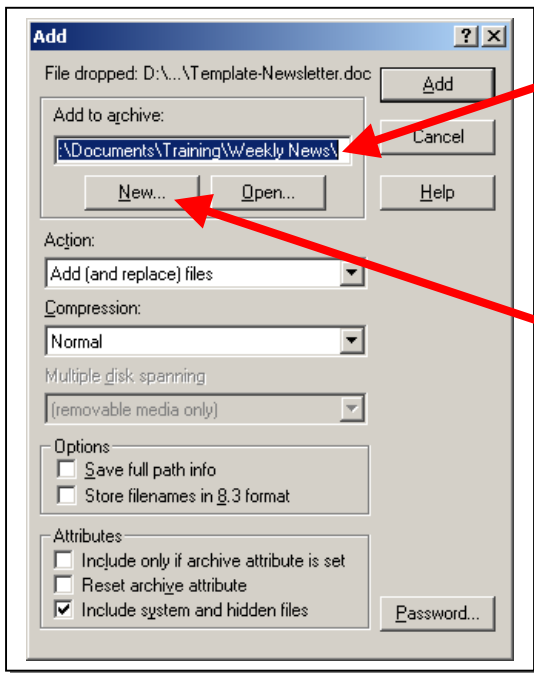 Add
File dropped: D:\...\Template-Newsletter.doc
Add
Add to archive:
:\Documents\Training\Weekly News\
Cancel
New... Open...
Help
Action:
Add (and replace) files
Compression:
Normal
Multiple disk spanning
(removable media only)
Options
Save full path info
Store filenames in 8.3 format
Attributes
Include only if archive attribute is set
Reset archive attribute
Include system and hidden files
Password...